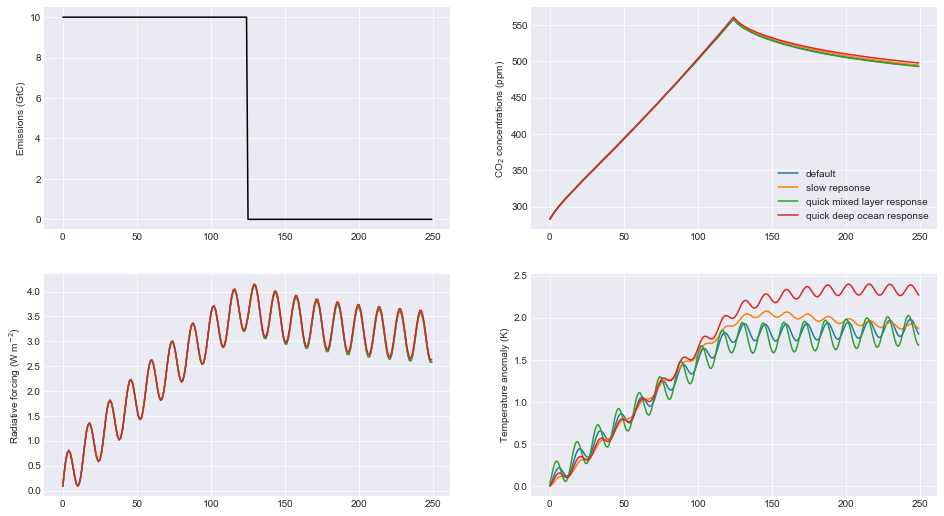 Emissions (GtC)
10
8
6
4
2
0
0 50 100 150 200 250
CO₂ concentrations (ppm)
550
500
450
400
350
300
default
slow repsonse
quick mixed layer response
quick deep ocean response
0 50 100 150 200 250
Radiative forcing (W m⁻²)
4.0
3.5
3.0
2.5
2.0
1.5
1.0
0.5
0.0
0 50 100 150 200 250
Temperature anomaly (K)
2.5
2.0
1.5
1.0
0.5
0.0
0 50 100 150 200 250